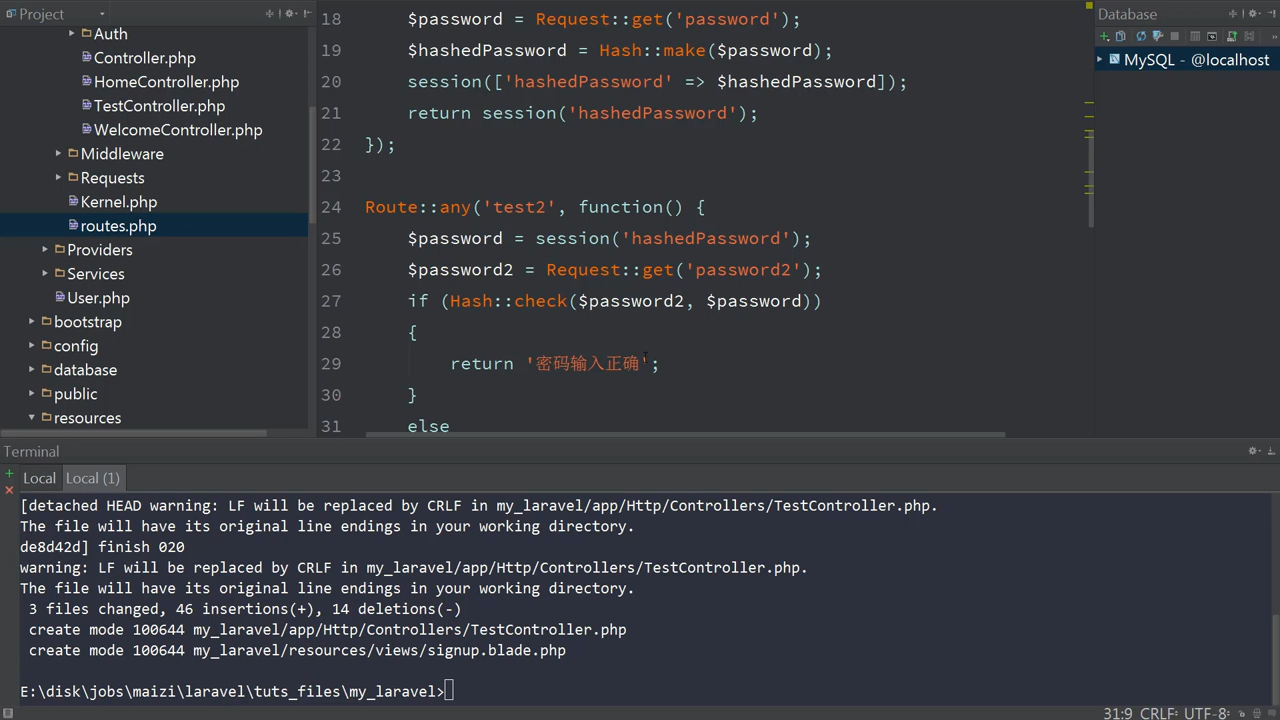 Project
Auth
Controller.php
HomeController.php
TestController.php
WelcomeController.php
Middleware
Requests
Kernel.php
routes.php
Providers
Services
User.php
bootstrap
config
database
public
resources
18 $password = Request::get('password');
19 $hashedPassword = Hash::make($password);
20 session(['hashedPassword' => $hashedPassword]);
21 return session('hashedPassword');
22 });
23
24 Route::any('test2', function() {
25 $password = session('hashedPassword');
26 $password2 = Request::get('password2');
27 if (Hash::check($password2, $password))
28 {
29 return '密码输入正确';
30 }
31 else
Database
MySQL - @localhost
Terminal
Local Local (1)
[detached HEAD warning: LF will be replaced by CRLF in my_laravel/app/Http/Controllers/TestController.php.
The file will have its original line endings in your working directory.
de8d42d] finish 020
warning: LF will be replaced by CRLF in my_laravel/app/Http/Controllers/TestController.php.
The file will have its original line endings in your working directory.
3 files changed, 46 insertions(+), 14 deletions(-)
create mode 100644 my_laravel/app/Http/Controllers/TestController.php
create mode 100644 my_laravel/resources/views/signup.blade.php
E:\disk\jobs\maizi\laravel\tuts_files\my_laravel>
31:9 CRLF: UTF-8: